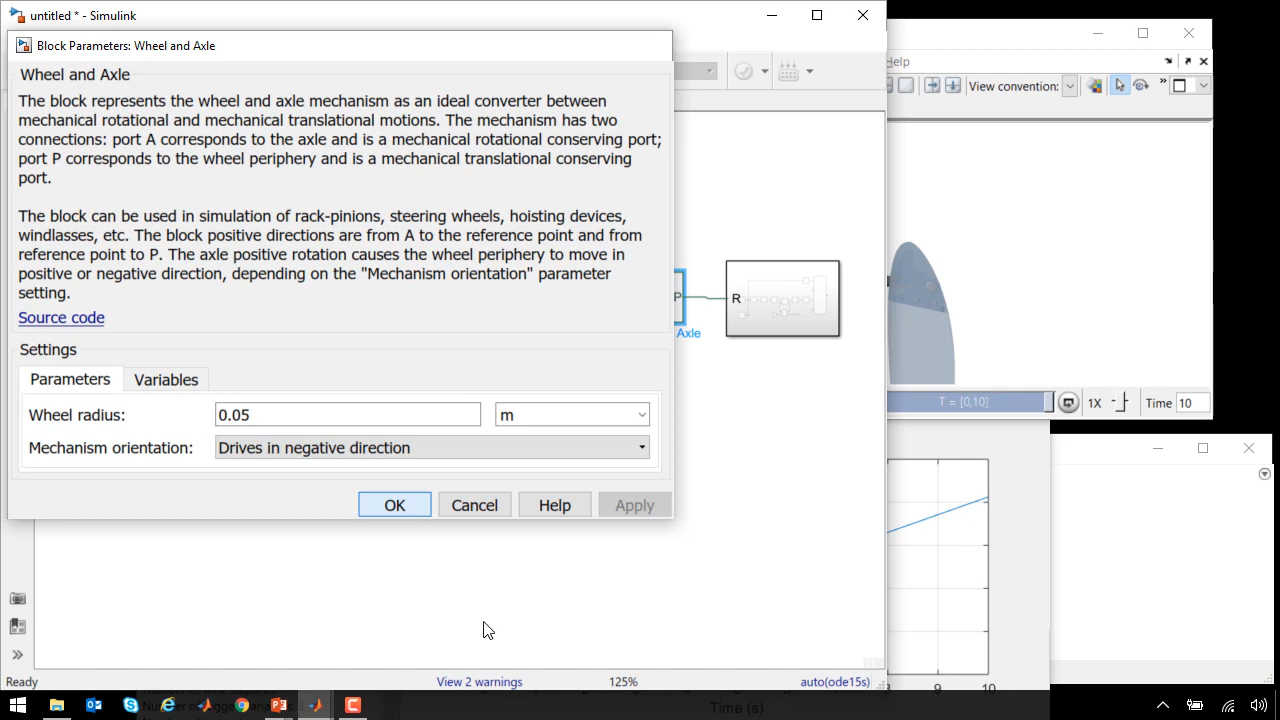 untitled * - Simulink
Block Parameters: Wheel and Axle
Wheel and Axle
The block represents the wheel and axle mechanism as an ideal converter between
mechanical rotational and mechanical translational motions. The mechanism has two
connections: port A corresponds to the axle and is a mechanical rotational conserving port;
port P corresponds to the wheel periphery and is a mechanical translational conserving
port.
The block can be used in simulation of rack-pinions, steering wheels, hoisting devices,
windlasses, etc. The block positive directions are from A to the reference point and from
reference point to P. The axle positive rotation causes the wheel periphery to move in
positive or negative direction, depending on the "Mechanism orientation" parameter
setting.
Source code
Settings
Parameters Variables
Wheel radius: 0.05 m
Mechanism orientation: Drives in negative direction
OK Cancel Help Apply
P
R
Axle
Help
View convention:
T = [0,10] 1X Time 10
9 10
Time (s)
Ready View 2 warnings 125% auto(ode15s)